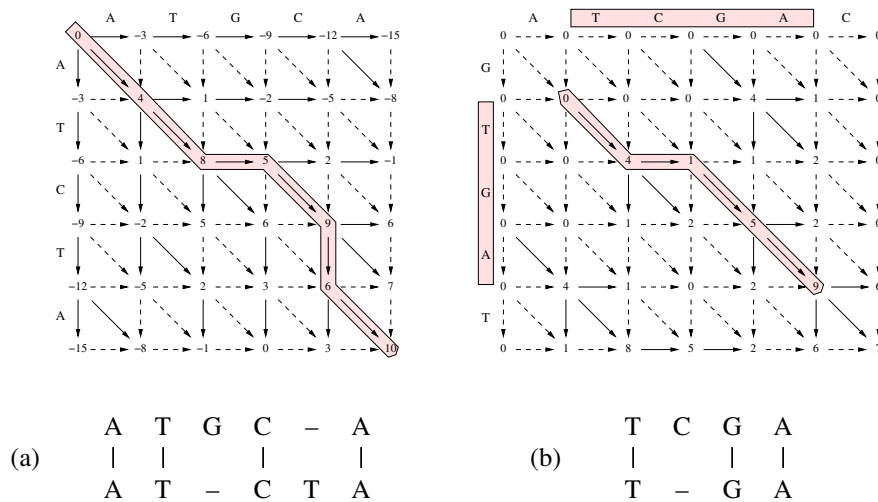 A T G C A A T C G A C
0 −3 −6 −9 −12 −15 0 0 0 0 0 0 0
A G
−3 4 1 −2 −5 −8 0 0 0 0 4 1 0
T T
−6 1 8 5 2 −1 0 0 4 1 1 2 0
C G
−9 −2 5 6 9 6 0 0 1 2 5 2 0
T A
−12 −5 2 3 6 7 0 4 1 0 2 9 6
A T
−15 −8 −1 0 3 10 0 1 8 5 2 6 7
A T G C – A T C G A
(a) (b)
A T – C T A T – G A